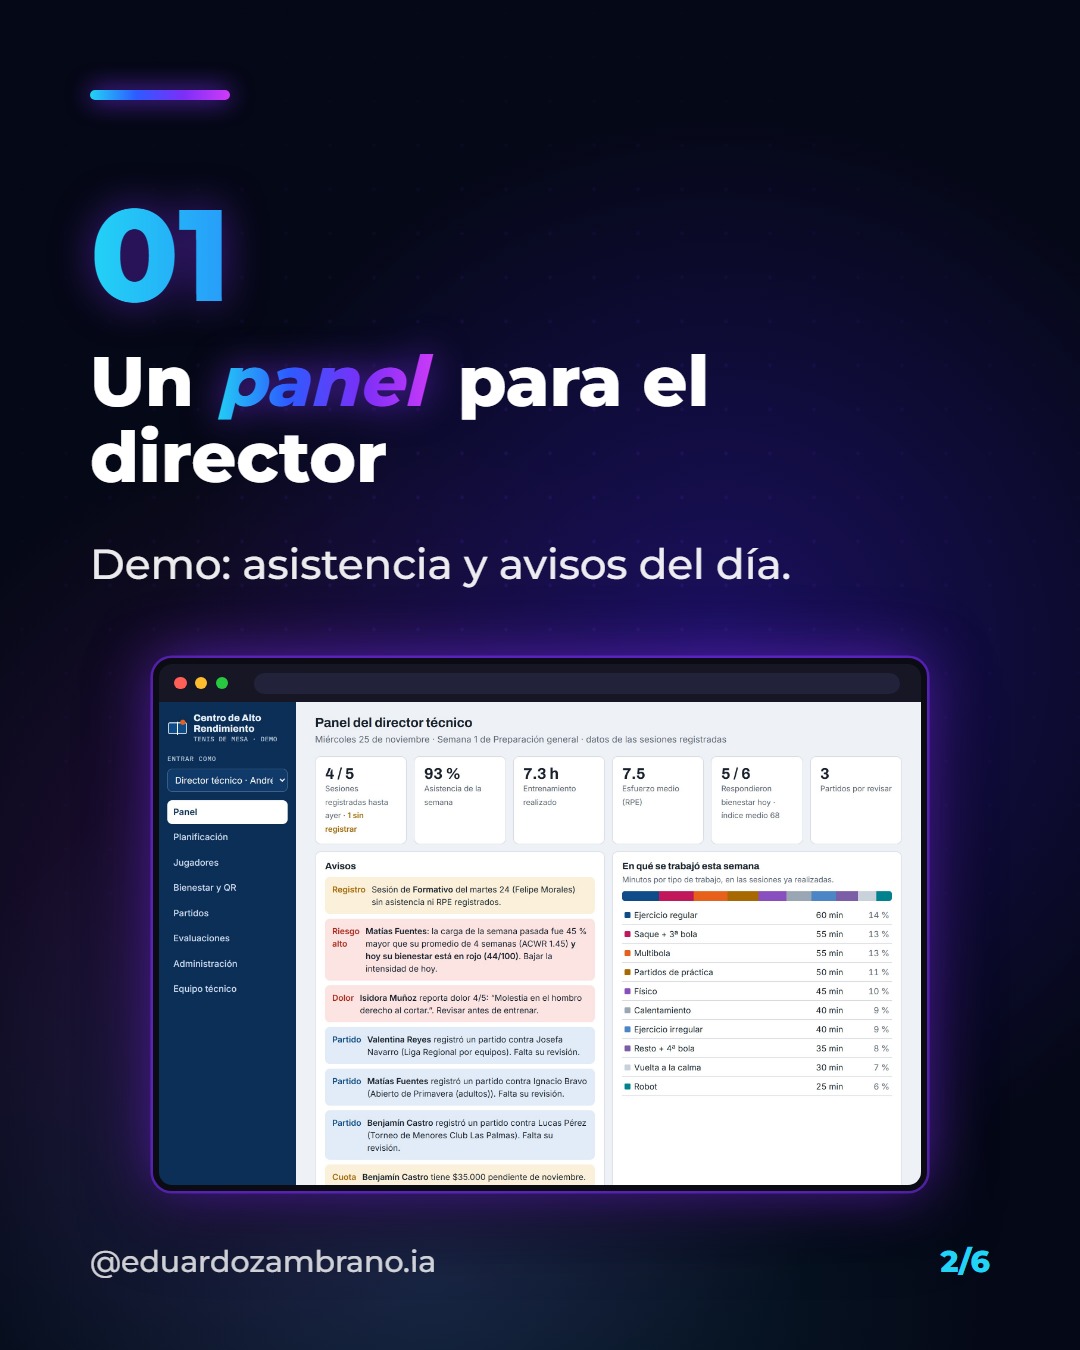 01
Un panel para el
director
Demo: asistencia y avisos del día.
Centro de Alto
Rendimiento
TENIS DE MESA · DEMO
ENTRAR COMO
Director técnico · André
Panel
Planificación
Jugadores
Bienestar y QR
Partidos
Evaluaciones
Administración
Equipo técnico
Panel del director técnico
Miércoles 25 de noviembre · Semana 1 de Preparación general · datos de las sesiones registradas
4 / 5
Sesiones
registradas hasta
ayer · 1 sin
registrar
93 %
Asistencia de la
semana
7.3 h
Entrenamiento
realizado
7.5
Esfuerzo medio
(RPE)
5 / 6
Respondieron
bienestar hoy ·
índice medio 68
3
Partidos por revisar
Avisos
Registro Sesión de Formativo del martes 24 (Felipe Morales)
sin asistencia ni RPE registrados.
Riesgo alto
Matías Fuentes: la carga de la semana pasada fue 45 %
mayor que su promedio de 4 semanas (ACWR 1.45) y
hoy su bienestar está en rojo (44/100). Bajar la
intensidad de hoy.
Dolor Isidora Muñoz reporta dolor 4/5: "Molestia en el hombro
derecho al cortar.". Revisar antes de entrenar.
Partido Valentina Reyes registró un partido contra Josefa
Navarro (Liga Regional por equipos). Falta su revisión.
Partido Matías Fuentes registró un partido contra Ignacio Bravo
(Abierto de Primavera (adultos)). Falta su revisión.
Partido Benjamín Castro registró un partido contra Lucas Pérez
(Torneo de Menores Club Las Palmas). Falta su
revisión.
Cuota Benjamín Castro tiene $35.000 pendiente de noviembre.
En qué se trabajó esta semana
Minutos por tipo de trabajo, en las sesiones ya realizadas.
Ejercicio regular 60 min 14 %
Saque + 3ª bola 55 min 13 %
Multibola 55 min 13 %
Partidos de práctica 50 min 11 %
Físico 45 min 10 %
Calentamiento 40 min 9 %
Ejercicio irregular 40 min 9 %
Resto + 4ª bola 35 min 8 %
Vuelta a la calma 30 min 7 %
Robot 25 min 6 %
@eduardozambrano.ia
2/6